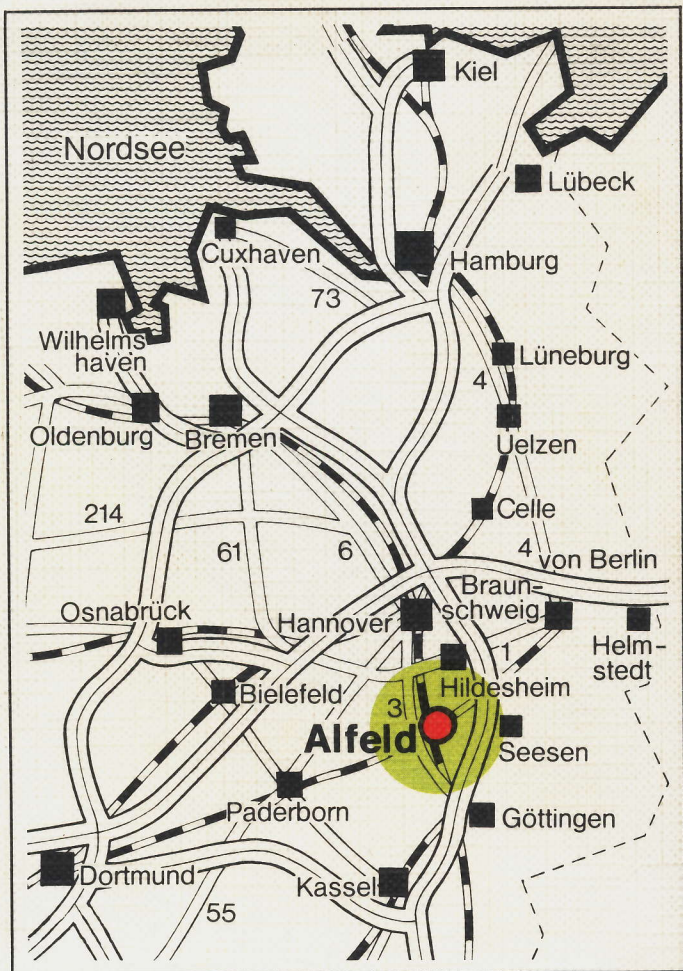 Kiel
Nordsee
Lübeck
Cuxhaven
Hamburg
73
Wilhelms
haven
Lüneburg
4
Oldenburg
Bremen
Uelzen
214
61
6
Celle
4
von Berlin
Osnabrück
Hannover
Braun-
schweig
Helm-
stedt
1
Bielefeld
Hildesheim
3
Alfeld
Seesen
Paderborn
Göttingen
Dortmund
Kassel
55